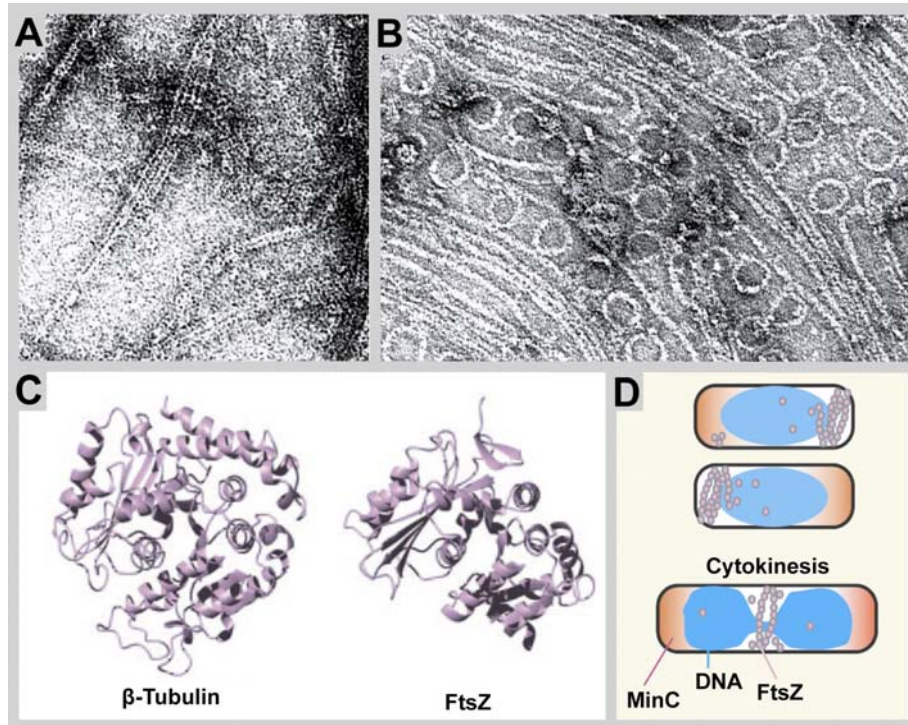 A
B
C
D
β-Tubulin
FtsZ
Cytokinesis
MinC
DNA
FtsZ